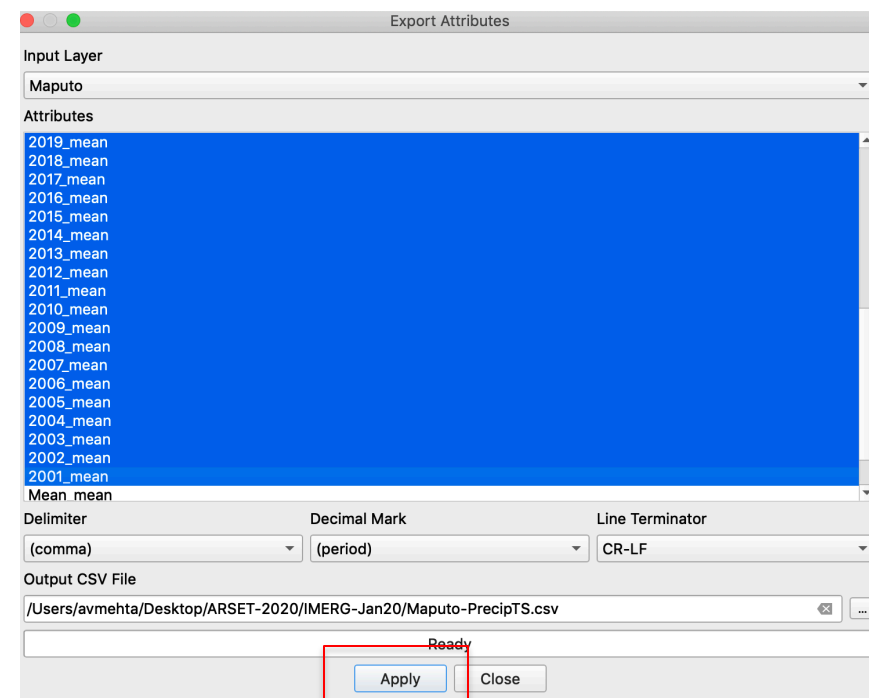 Export Attributes
Input Layer
Maputo
Attributes
2019_mean
2018_mean
2017_mean
2016_mean
2015_mean
2014_mean
2013_mean
2012_mean
2011_mean
2010_mean
2009_mean
2008_mean
2007_mean
2006_mean
2005_mean
2004_mean
2003_mean
2002_mean
2001_mean
Mean_mean
Delimiter Decimal Mark Line Terminator
(comma) (period) CR-LF
Output CSV File
/Users/avmehta/Desktop/ARSET-2020/IMERG-Jan20/Maputo-PrecipTS.csv ...
Ready
Apply Close